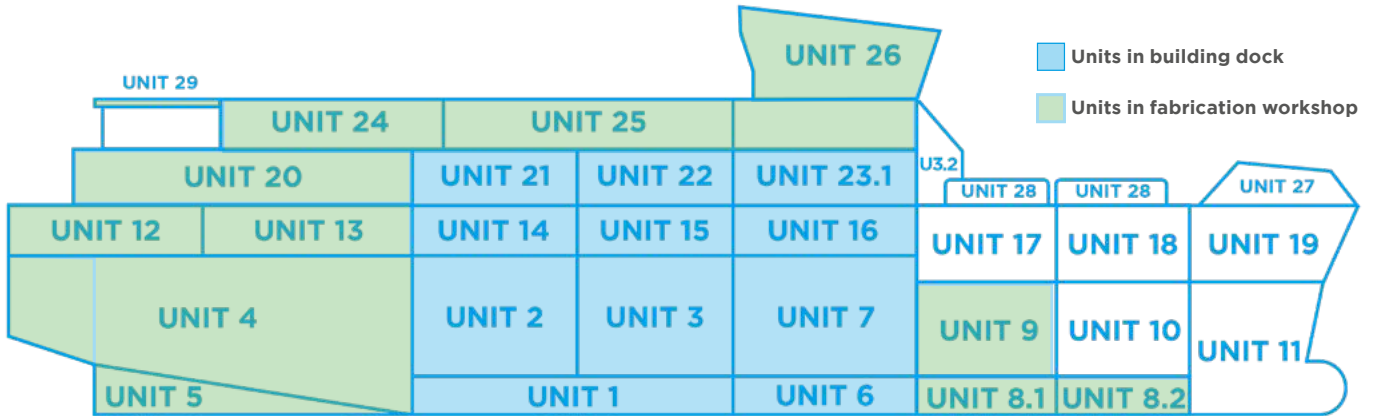 UNIT 26
Units in building dock
UNIT 29
Units in fabrication workshop
UNIT 24
UNIT 25
U3.2
UNIT 20
UNIT 21
UNIT 22
UNIT 23.1
UNIT 28
UNIT 28
UNIT 27
UNIT 12
UNIT 13
UNIT 14
UNIT 15
UNIT 16
UNIT 17
UNIT 18
UNIT 19
UNIT 4
UNIT 2
UNIT 3
UNIT 7
UNIT 9
UNIT 10
UNIT 11
UNIT 5
UNIT 1
UNIT 6
UNIT 8.1
UNIT 8.2